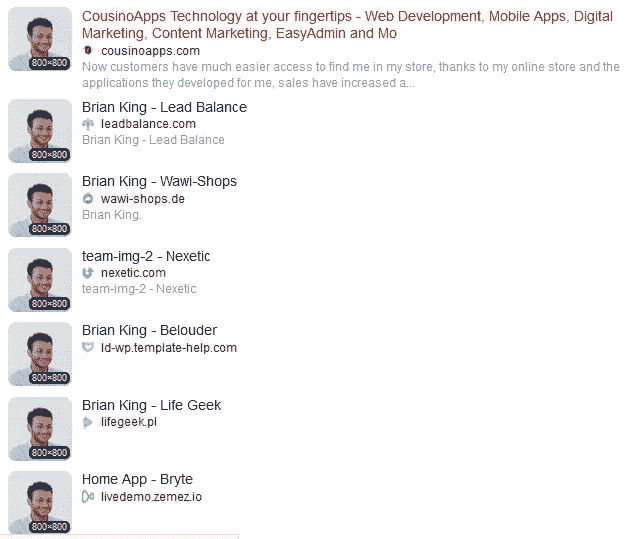 CousinoApps Technology at your fingertips - Web Development, Mobile Apps, Digital
Marketing, Content Marketing, EasyAdmin and Mo
800×800
cousinoapps.com
Now customers have much easier access to find me in my store, thanks to my online store and the
applications they developed for me, sales have increased a...
Brian King - Lead Balance
leadbalance.com
800×800
Brian King - Lead Balance
Brian King - Wawi-Shops
wawi-shops.de
800×800
Brian King.
team-img-2 - Nexetic
nexetic.com
800×800
team-img-2 - Nexetic
Brian King - Belouder
ld-wp.template-help.com
800×800
Brian King - Life Geek
lifegeek.pl
800×800
Home App - Bryte
livedemo.zemez.io
800×800